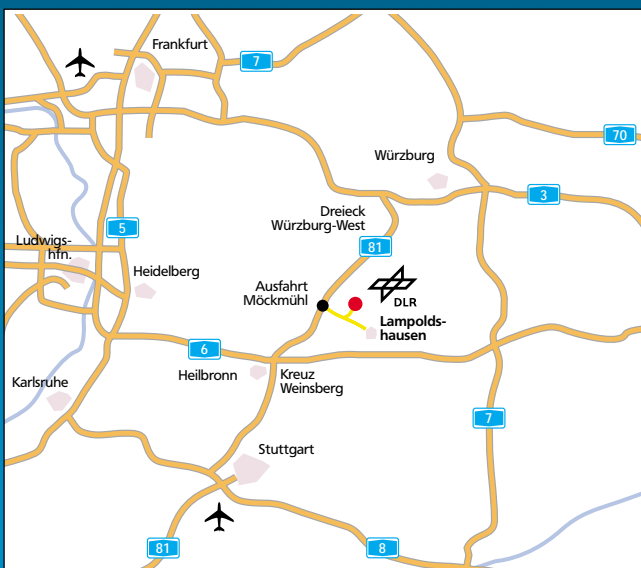 Frankfurt
7
70
Würzburg
3
Dreieck
Würzburg-West
5
81
Ludwigs-
hfn.
Heidelberg
Ausfahrt
Möckmühl
DLR
Lampolds-
hausen
6
Heilbronn
Kreuz
Weinsberg
Karlsruhe
7
Stuttgart
81
8